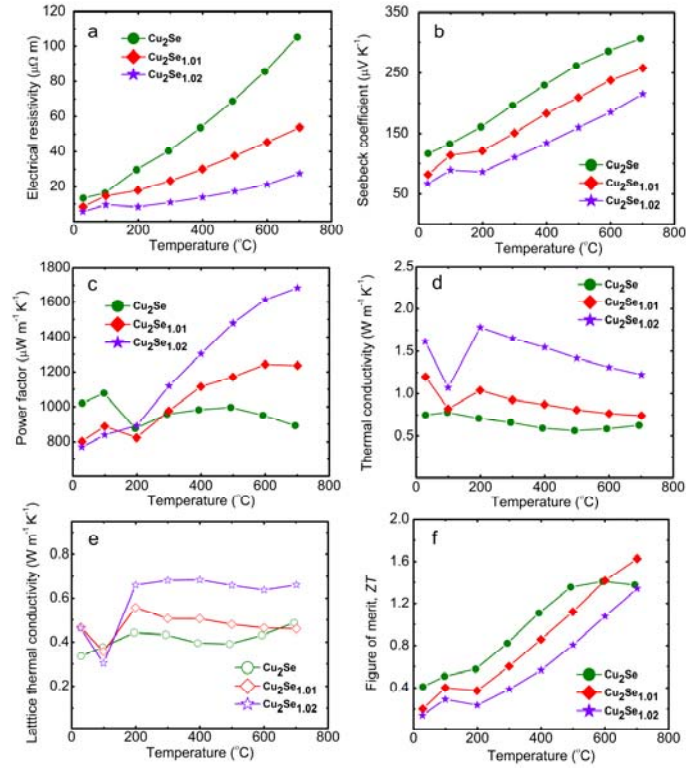 a
Cu2Se
Cu2Se1.01
Cu2Se1.02
Electrical resistivity (μΩ m)
120
100
80
60
40
20
0 200 400 600 800
Temperature (°C)
b
Cu2Se
Cu2Se1.01
Cu2Se1.02
Seebeck coefficient (μV K-1)
350
250
150
50
0 200 400 600 800
Temperature (°C)
c
Cu2Se
Cu2Se1.01
Cu2Se1.02
Power factor (μW m-1 K-1)
1800
1600
1400
1200
1000
800
0 200 400 600 800
Temperature (°C)
d
Cu2Se
Cu2Se1.01
Cu2Se1.02
Thermal conductivity (W m-1 K-1)
2.5
2.0
1.5
1.0
0.5
0 200 400 600 800
Temperature (°C)
e
Cu2Se
Cu2Se1.01
Cu2Se1.02
Latttice thermal conductivity (W m-1 K-1)
0.8
0.6
0.4
0.2
0 200 400 600 800
Temperature (°C)
f
Cu2Se
Cu2Se1.01
Cu2Se1.02
Figure of merit, ZT
2.0
1.6
1.2
0.8
0.4
0 200 400 600 800
Temperature (°C)